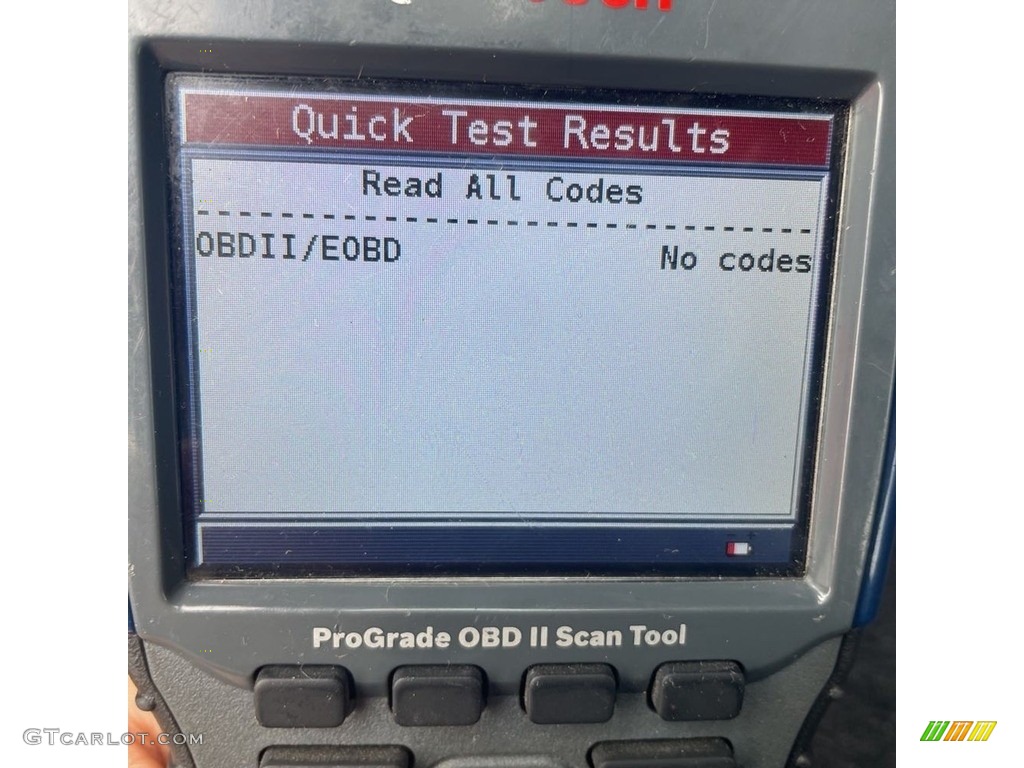 Quick Test Results
Read All Codes
OBDII/EOBD No codes
ProGrade OBD II Scan Tool
GTCARLOT.COM